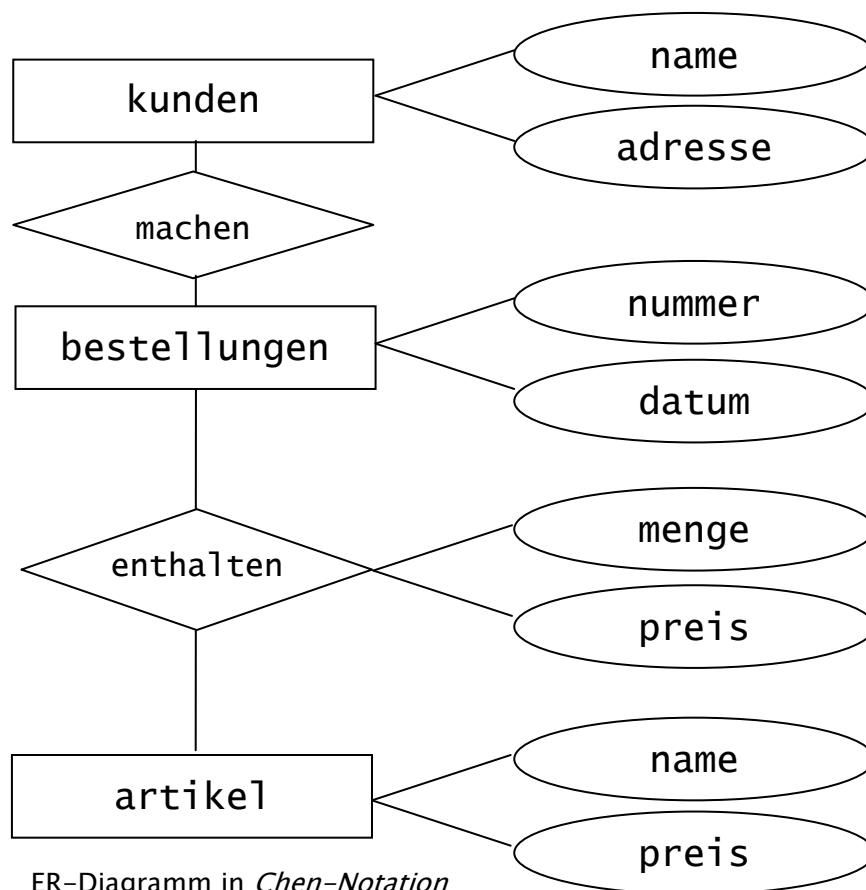 kunden
name
adresse
machen
bestellungen
nummer
datum
enthalten
menge
preis
artikel
name
preis
ER-Diagramm in Chen-Notation